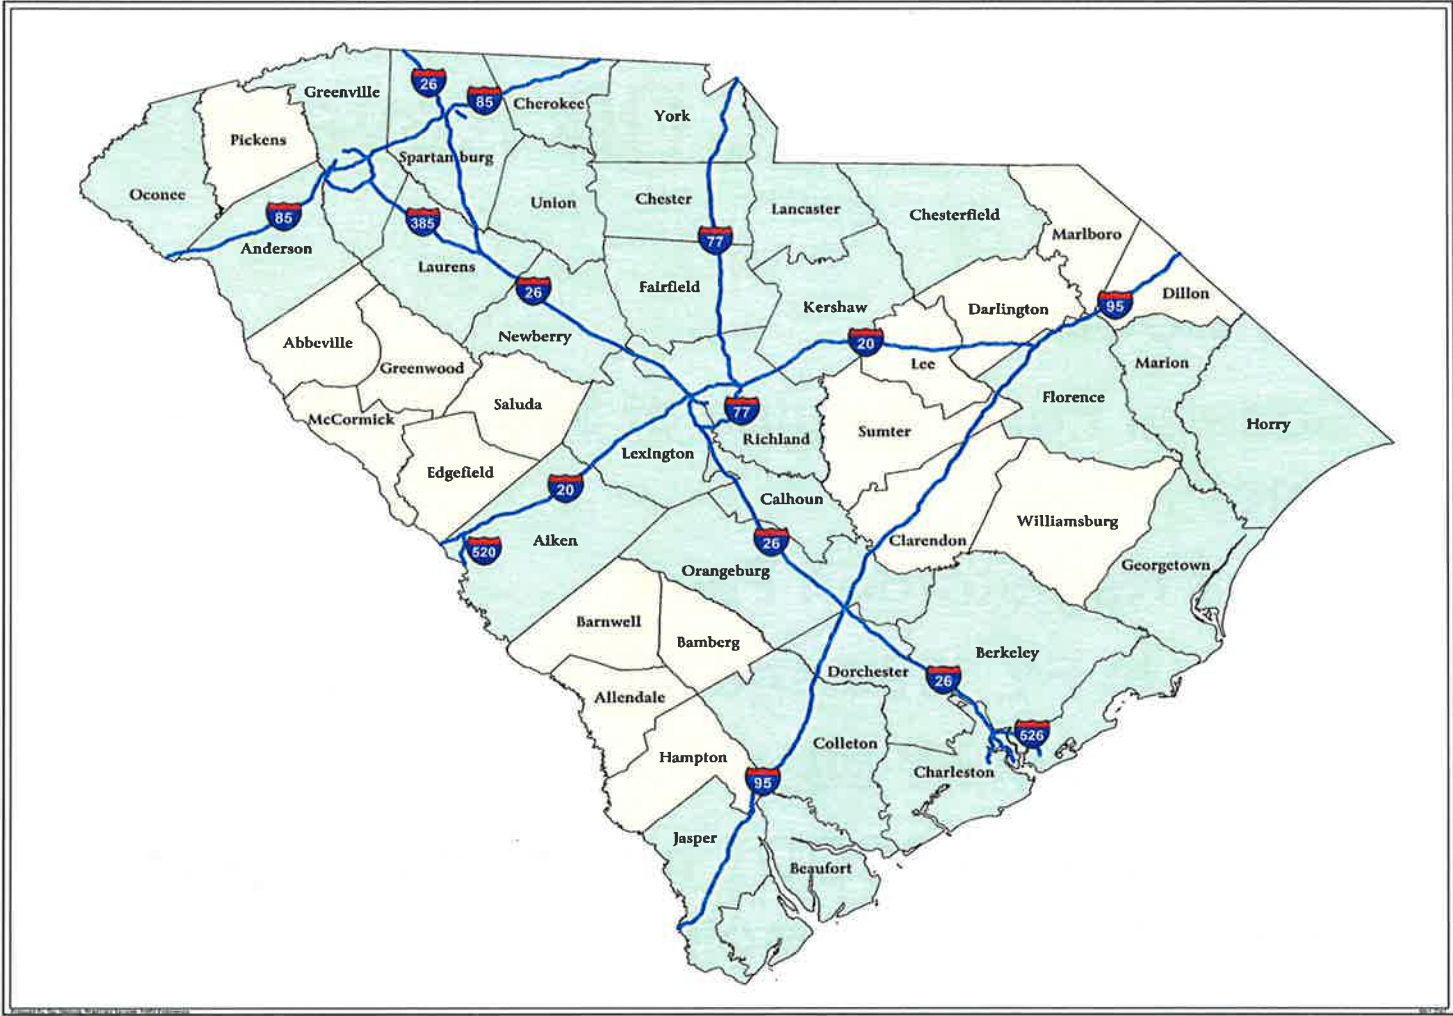 26
Greenville
85
Cherokee
York
Pickens
Spartanburg
Oconee
Union
Chester
Lancaster
Chesterfield
85
385
77
Marlboro
Anderson
Laurens
26
Fairfield
Kershaw
Darlington
95
Dillon
Newberry
Abbeville
20
Greenwood
Lee
Marion
Saluda
77
Florence
McCormick
Richland
Sumter
Horry
Lexington
Edgefield
20
Calhoun
Williamsburg
520
Aiken
26
Clarendon
Orangeburg
Georgetown
Barnwell
Bamberg
Berkeley
Dorchester
26
Allendale
526
Colleton
Hampton
Charleston
95
Jasper
Beaufort